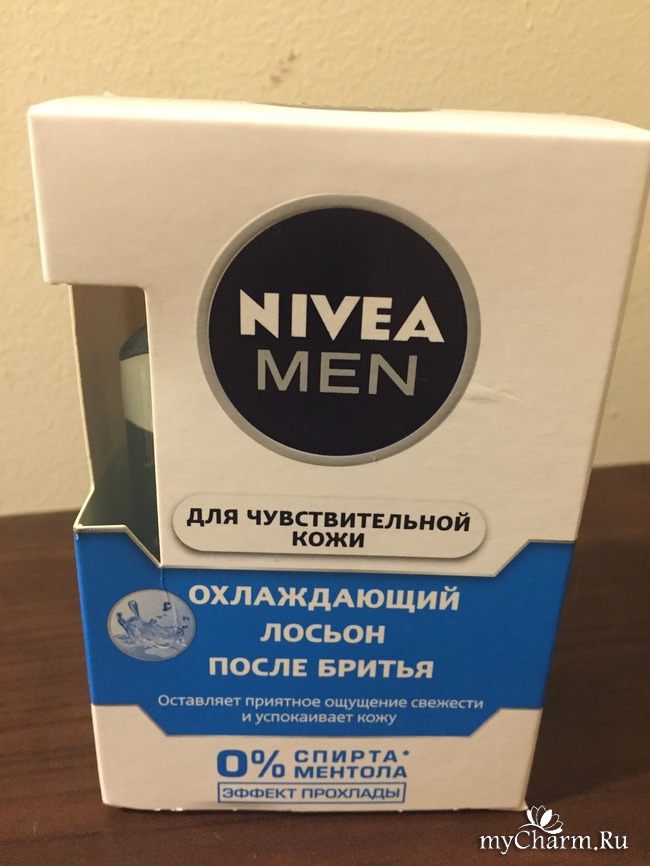 NIVEA
MEN
ДЛЯ ЧУВСТВИТЕЛЬНОЙ
КОЖИ
ОХЛАЖДАЮЩИЙ
ЛОСЬОН
ПОСЛЕ БРИТЬЯ
Оставляет приятное ощущение свежести
и успокаивает кожу
0% СПИРТА*
МЕНТОЛА
ЭФФЕКТ ПРОХЛАДЫ
myCharm.Ru